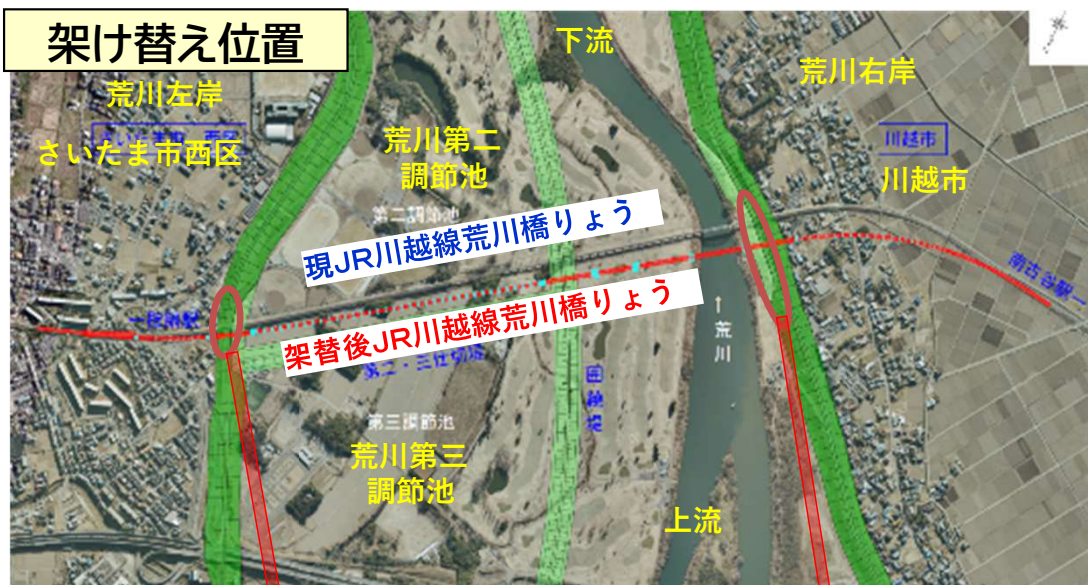 架け替え位置
荒川左岸
さいたま市西区
下流
荒川右岸
川越市
川越市
荒川第二
調節池
第二調節池
現JR川越線荒川橋りょう
架替後JR川越線荒川橋りょう
南古谷駅→
↑荒川
囲繞堤
第三調節池
荒川第三
調節池
上流